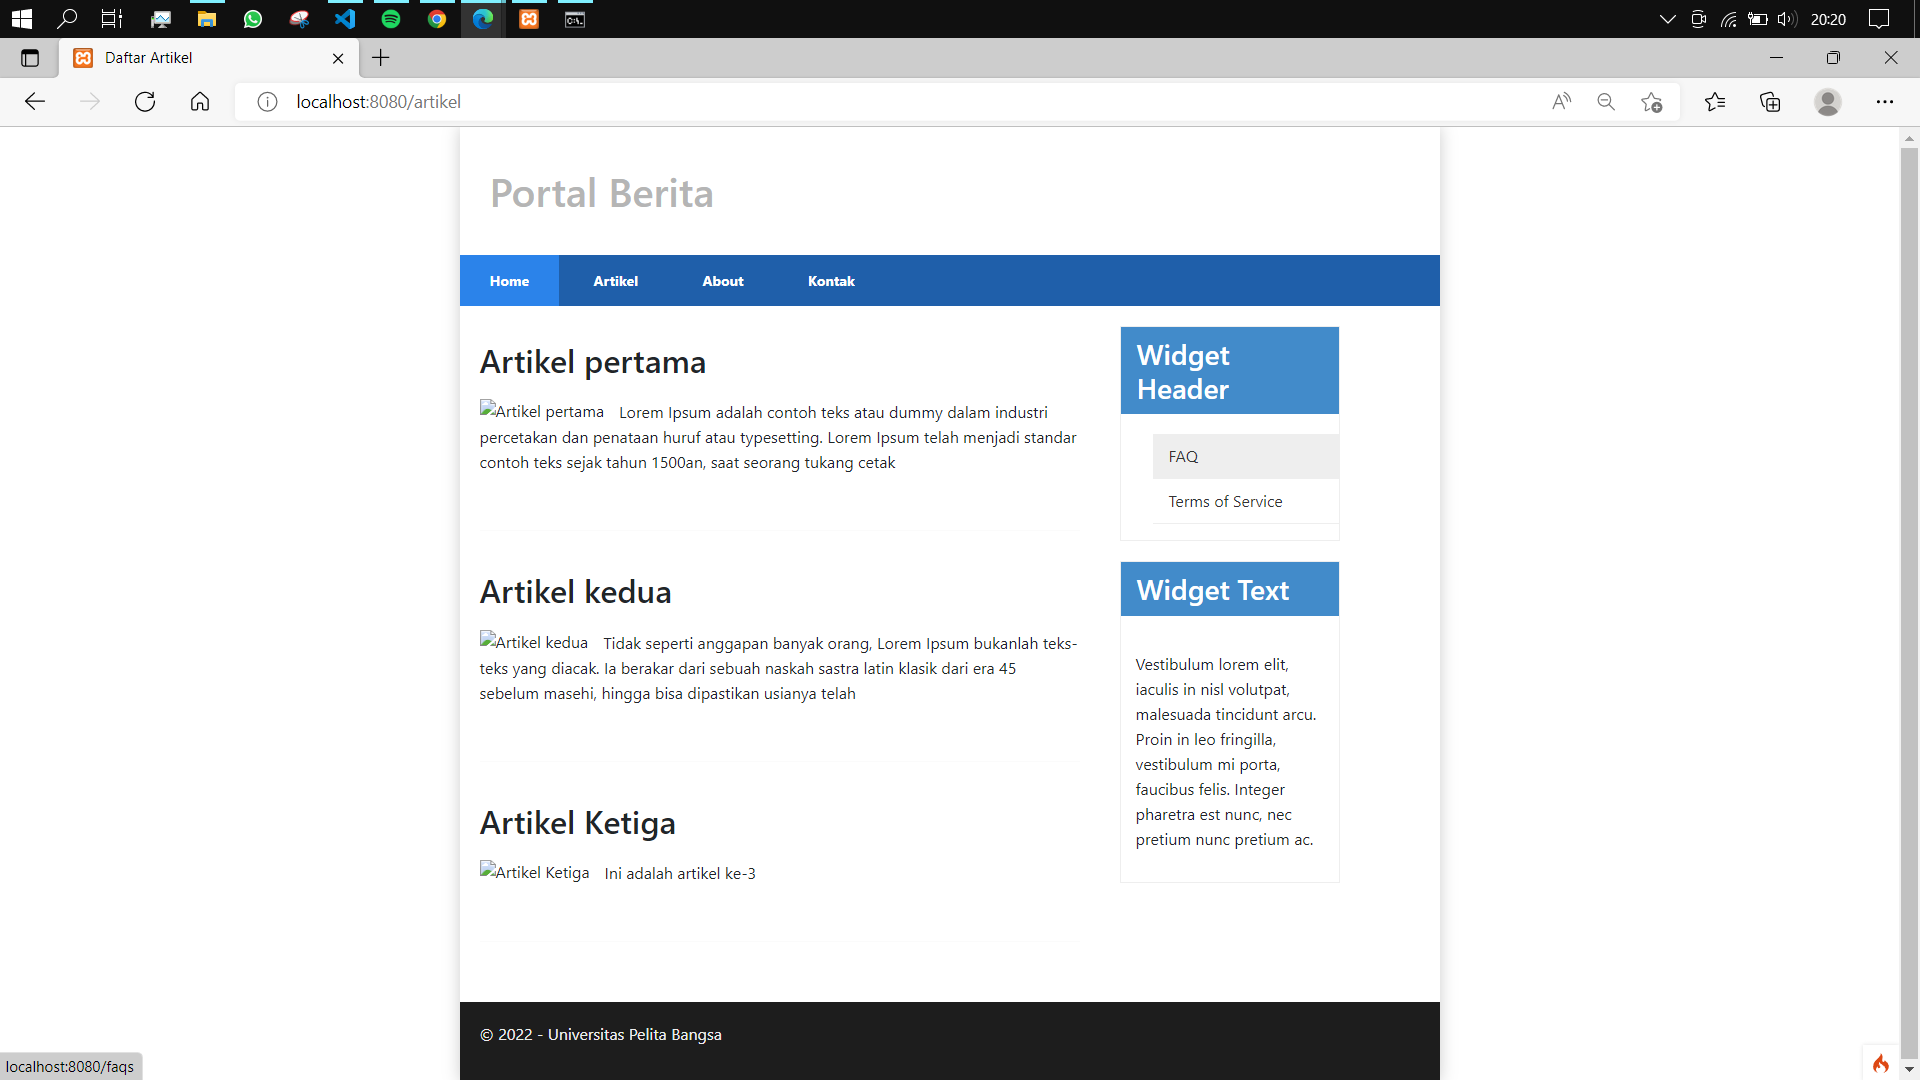 20:20
Daftar Artikel
localhost:8080/artikel
Portal Berita
Home Artikel About Kontak
Artikel pertama
Artikel pertama Lorem Ipsum adalah contoh teks atau dummy dalam industri
percetakan dan penataan huruf atau typesetting. Lorem Ipsum telah menjadi standar
contoh teks sejak tahun 1500an, saat seorang tukang cetak
Artikel kedua
Artikel kedua Tidak seperti anggapan banyak orang, Lorem Ipsum bukanlah teks-
teks yang diacak. Ia berakar dari sebuah naskah sastra latin klasik dari era 45
sebelum masehi, hingga bisa dipastikan usianya telah
Artikel Ketiga
Artikel Ketiga Ini adalah artikel ke-3
Widget
Header
FAQ
Terms of Service
Widget Text
Vestibulum lorem elit,
iaculis in nisl volutpat,
malesuada tincidunt arcu.
Proin in leo fringilla,
vestibulum mi porta,
faucibus felis. Integer
pharetra est nunc, nec
pretium nunc pretium ac.
© 2022 - Universitas Pelita Bangsa
localhost:8080/faqs